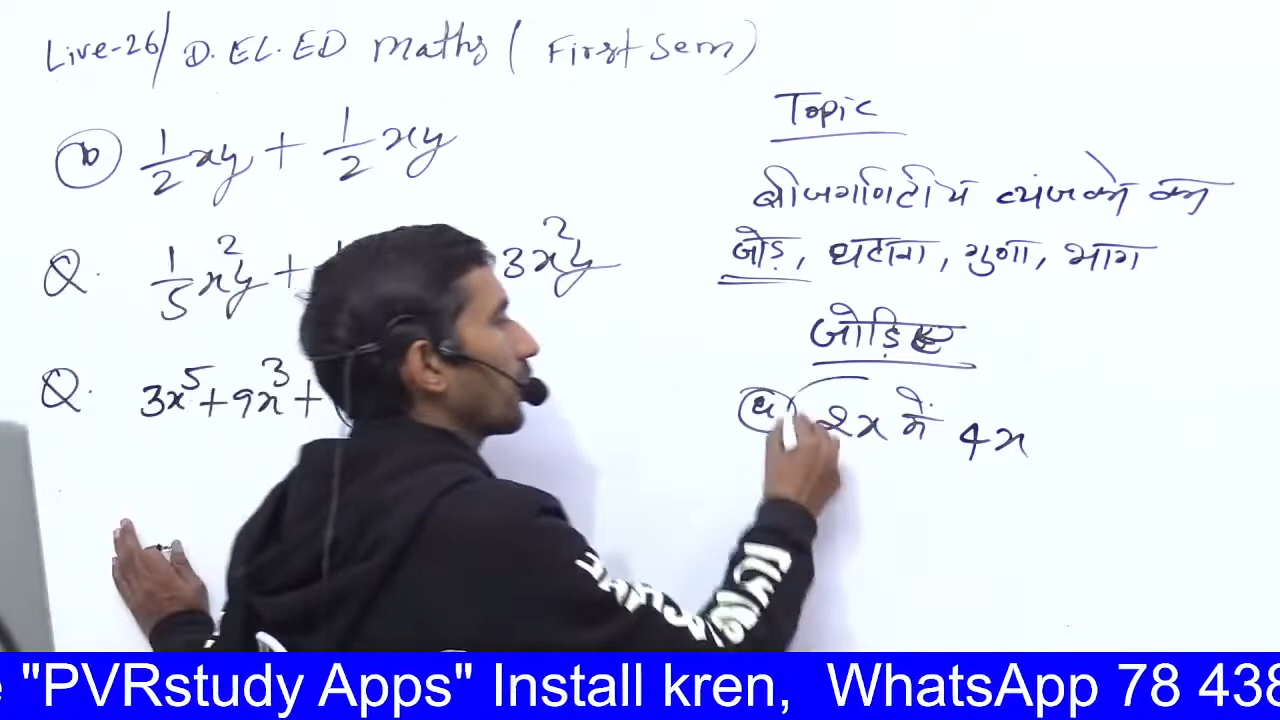 Live-26/ D.EL.ED Maths ( First Sem )
b 1/2 xy + 1/2 xy
Q. 1/5 x²y + 3x²y
Q. 3x⁵ + 9x³ +
Topic
बीजगणितीय व्यंजको का
जोड़, घटाना, गुणा, भाग
जोड़िए
2x में 4x
"PVRstudy Apps" Install kren, WhatsApp 78 438